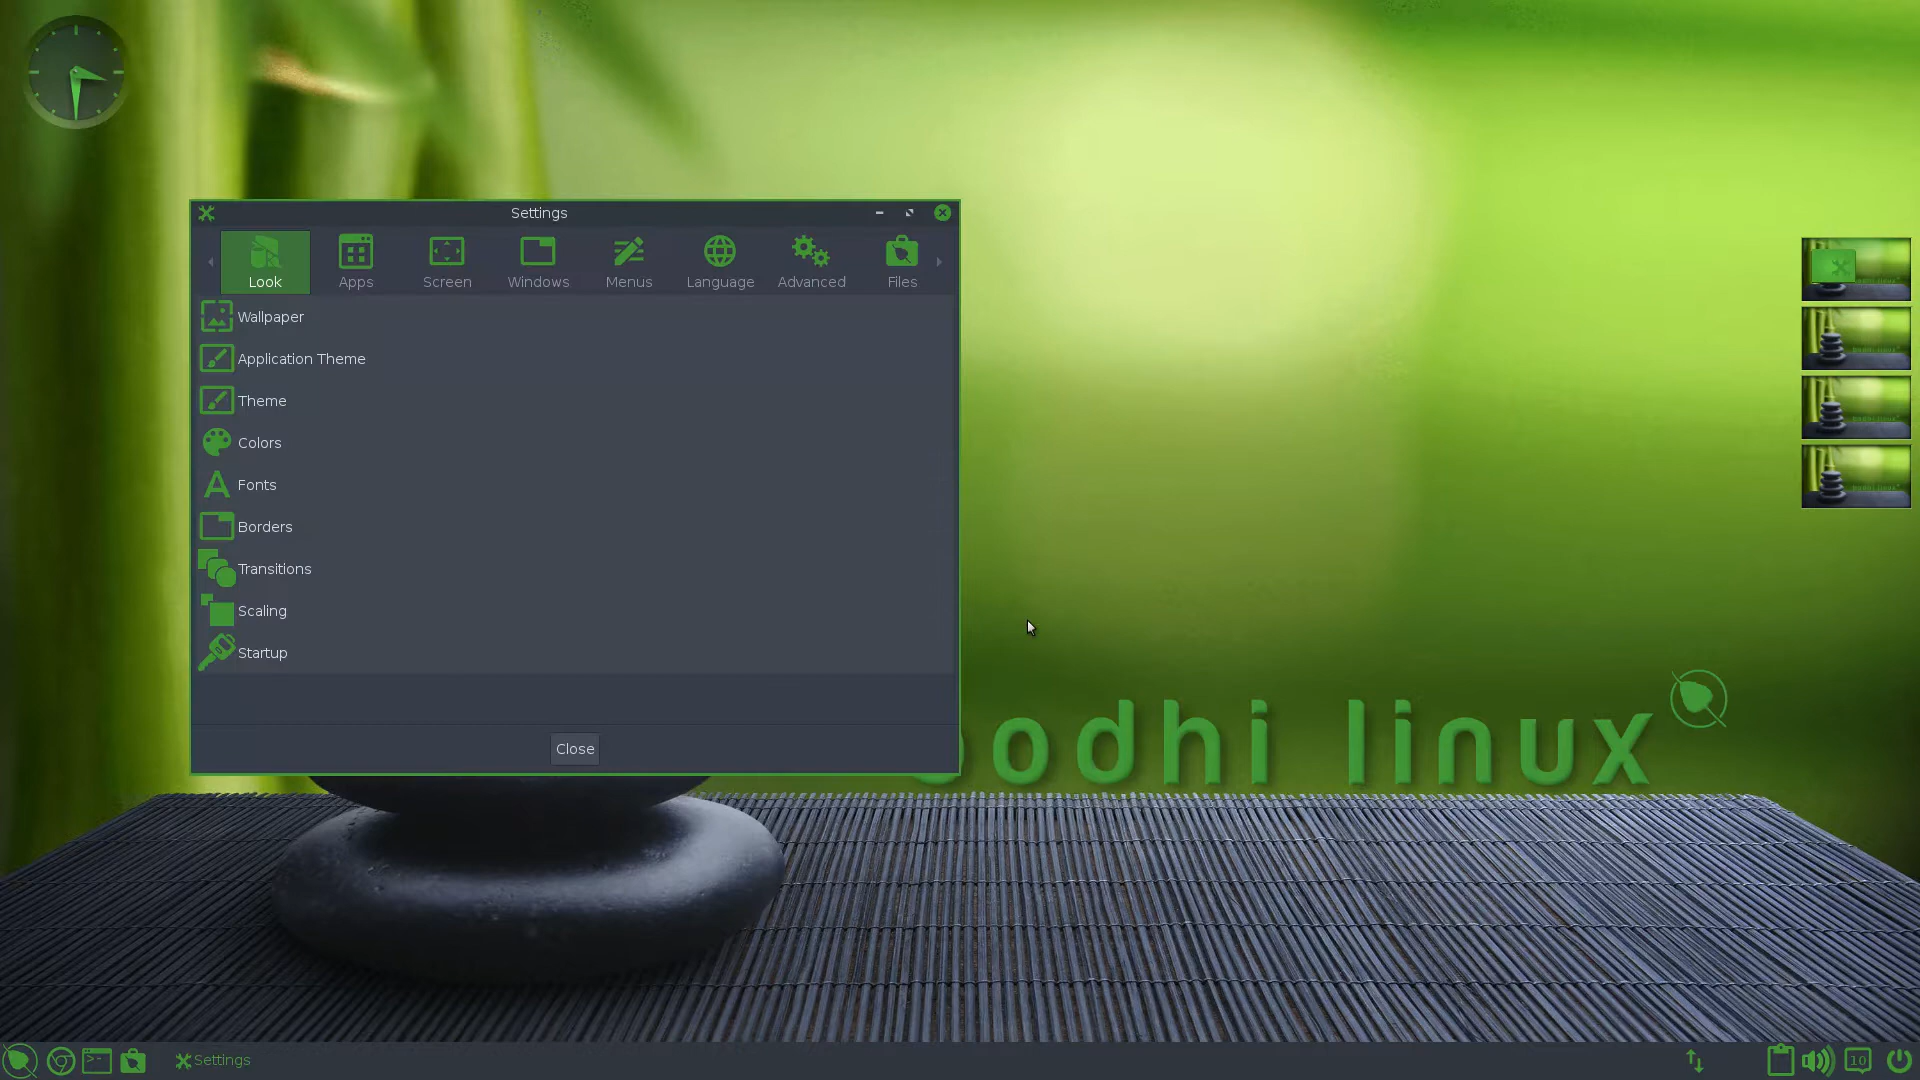 Settings
Look
Apps
Screen
Windows
Menus
Language
Advanced
Files
Wallpaper
Application Theme
Theme
Colors
Fonts
Borders
Transitions
Scaling
Startup
Close
odhi linux
Settings
10